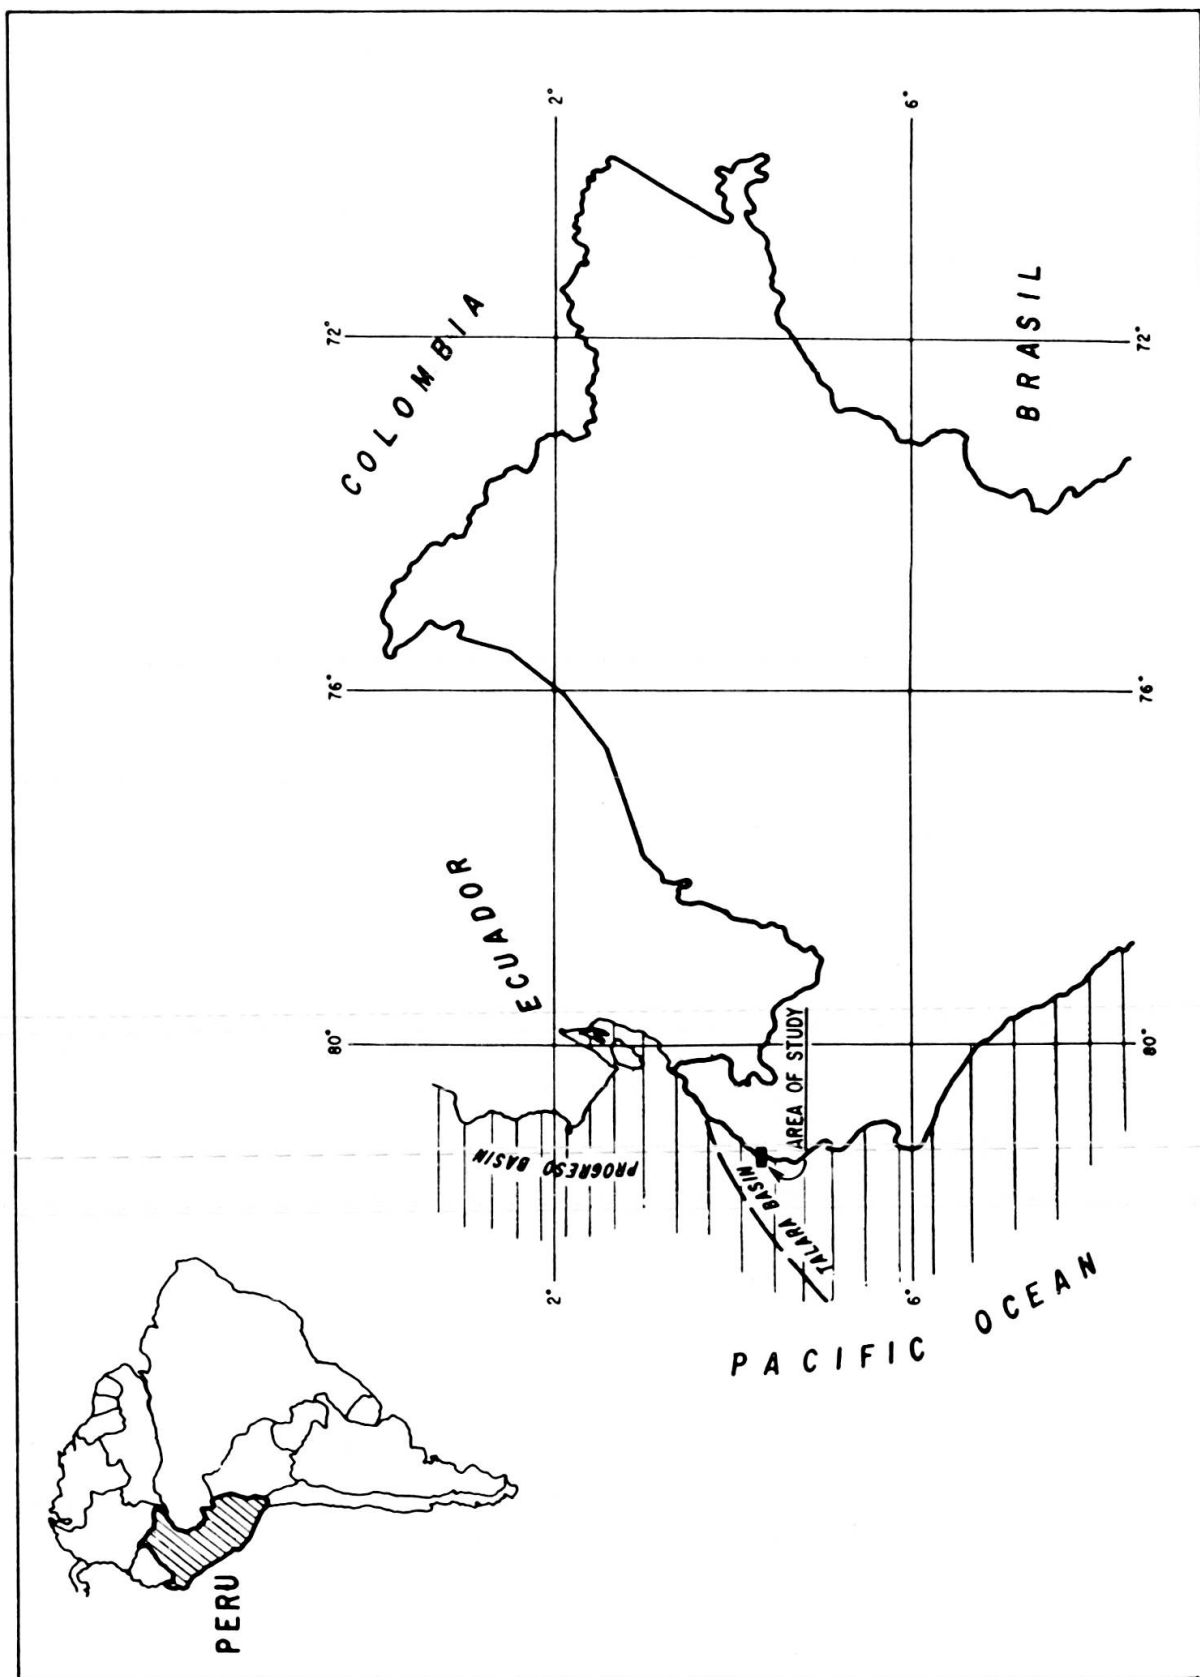 PERU
COLOMBIA
ECUADOR
BRASIL
80°
76°
72°
2°
2°
6°
6°
80°
76°
72°
PROGRESO BASIN
TALARA BASIN
AREA OF STUDY
PACIFIC OCEAN